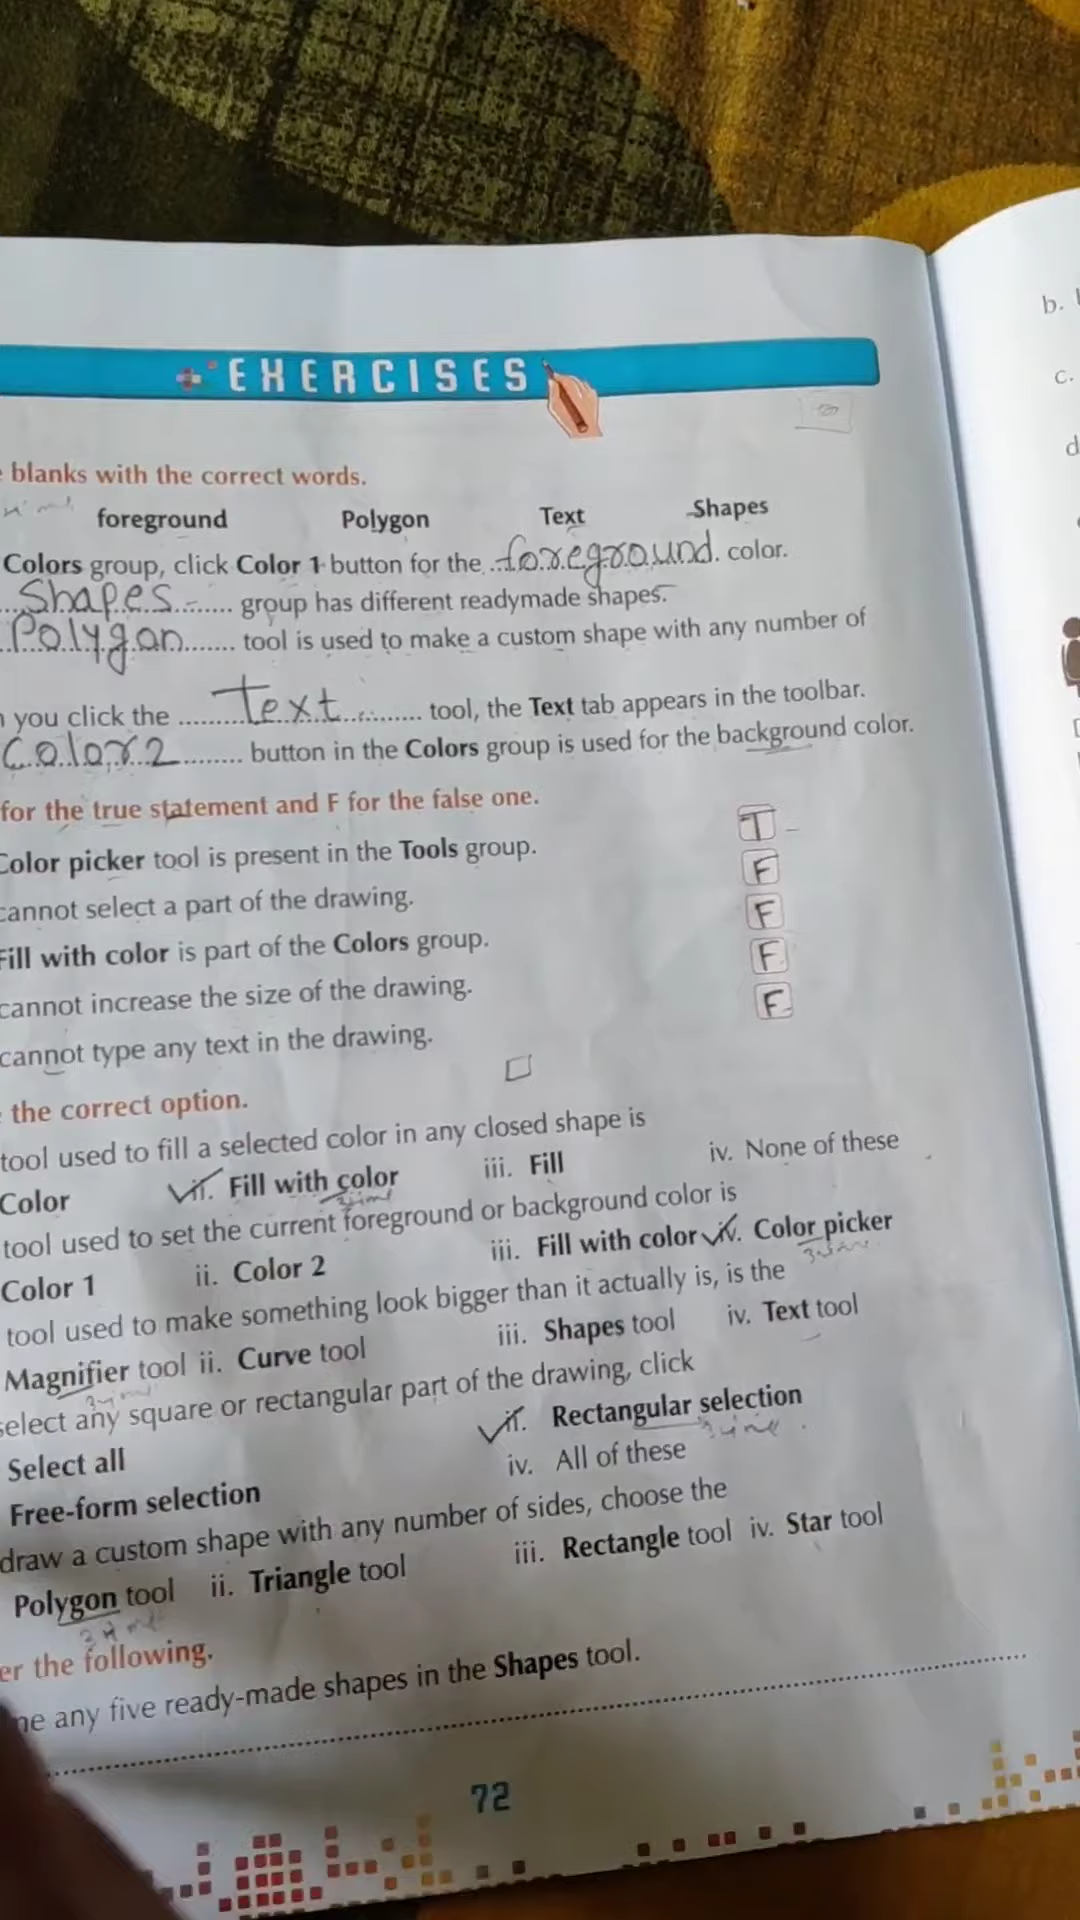 EXERCISES
blanks with the correct words.
foreground Polygon Text Shapes
Colors group, click Color 1 button for the foreground. color.
Shapes group has different readymade shapes.
Polygon tool is used to make a custom shape with any number of
you click the Text tool, the Text tab appears in the toolbar.
Color2 button in the Colors group is used for the background color.
for the true statement and F for the false one.
Color picker tool is present in the Tools group. T
cannot select a part of the drawing. F
Fill with color is part of the Colors group. F
cannot increase the size of the drawing. F
cannot type any text in the drawing. F
the correct option.
tool used to fill a selected color in any closed shape is
Color ii. Fill with color iii. Fill iv. None of these
tool used to set the current foreground or background color is
Color 1 ii. Color 2 iii. Fill with color iv. Color picker
tool used to make something look bigger than it actually is, is the
Magnifier tool ii. Curve tool iii. Shapes tool iv. Text tool
select any square or rectangular part of the drawing, click
Select all ii. Rectangular selection
Free-form selection iv. All of these
draw a custom shape with any number of sides, choose the
Polygon tool ii. Triangle tool iii. Rectangle tool iv. Star tool
er the following.
me any five ready-made shapes in the Shapes tool.
72
b.
c.
d